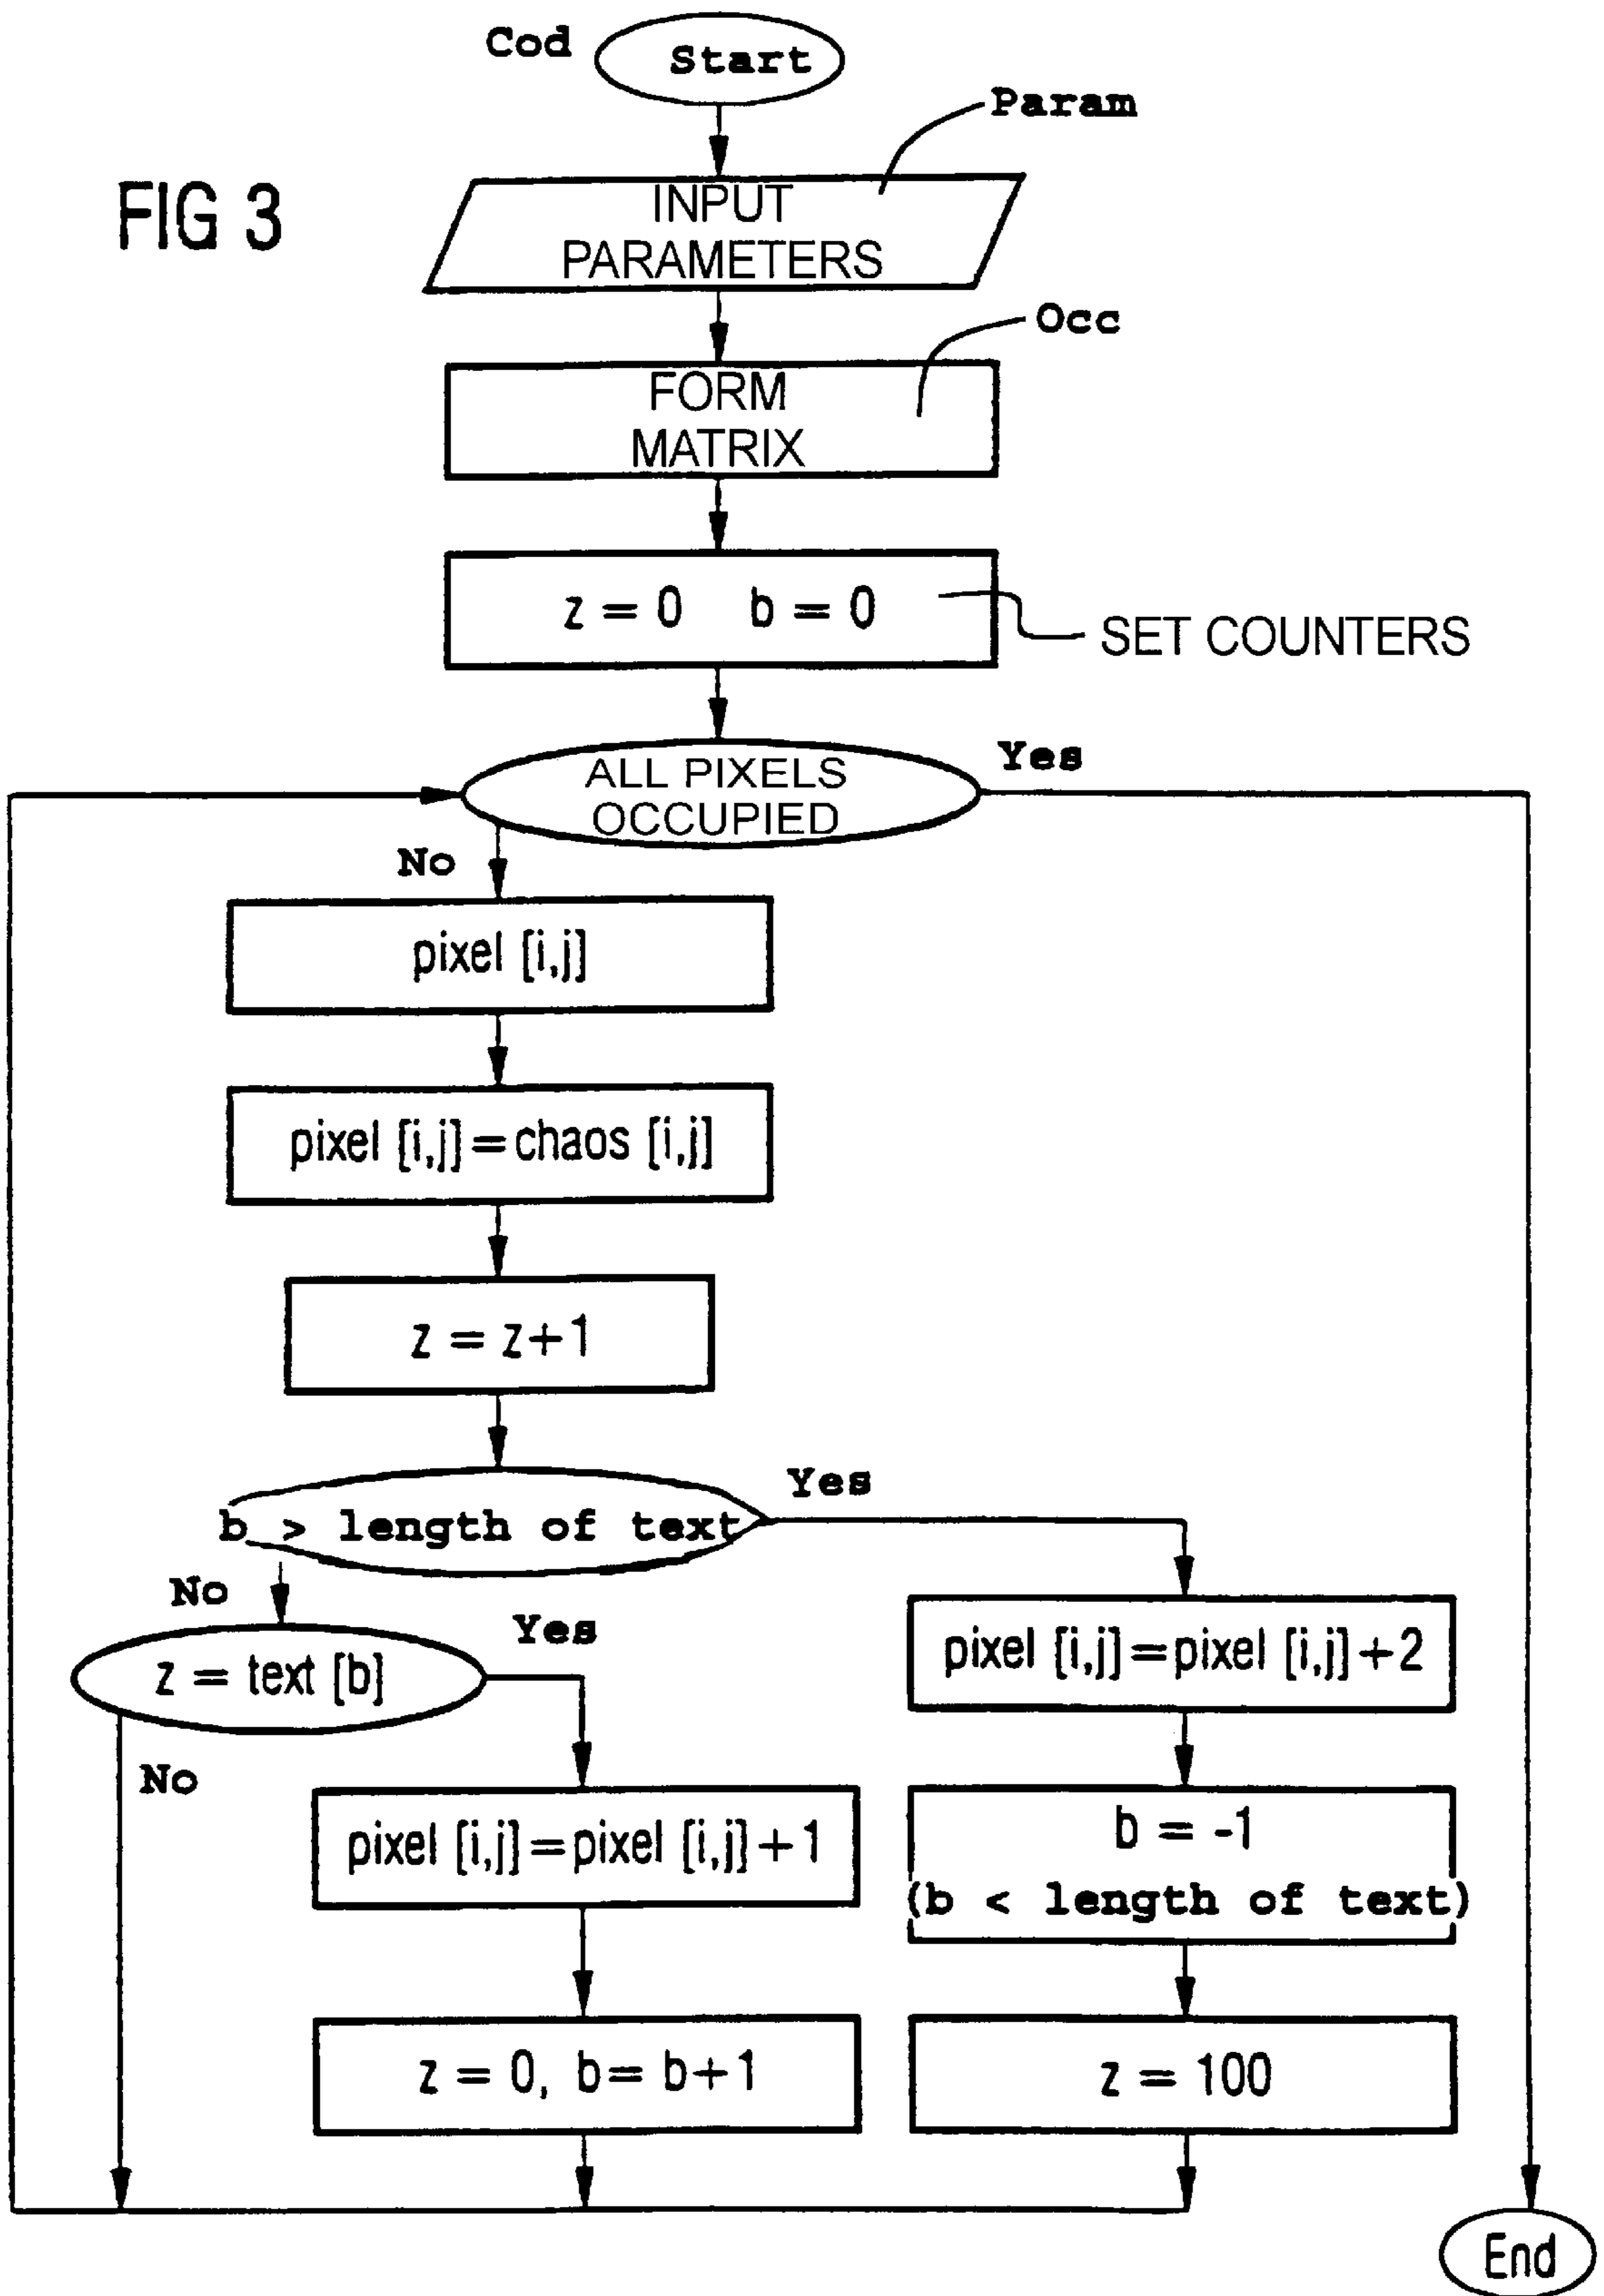 Cod
Start
Param
FIG 3
INPUT
PARAMETERS
Occ
FORM
MATRIX
z = 0 b = 0
SET COUNTERS
ALL PIXELS
OCCUPIED
Yes
No
pixel [i,j]
pixel [i,j]=chaos [i,j]
z = z+1
b > length of text
Yes
No
z = text [b]
Yes
No
pixel [i,j]=pixel [i,j]+1
z = 0, b= b+1
pixel [i,j]=pixel [i,j]+2
b = -1
(b < length of text)
z = 100
End